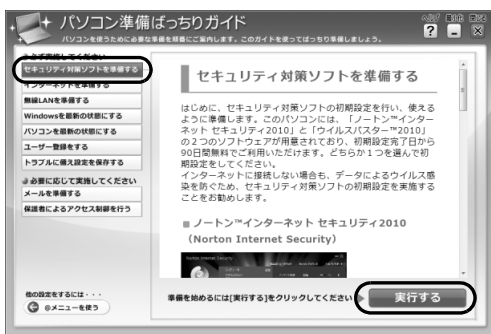 パソコン準備ばっちりガイド
パソコンを使うために必要な準備を順番にご案内します。このガイドを使ってばっちり準備しましょう。
ヘルプ 最小化 閉じる
必ず実施してください
セキュリティ対策ソフトを準備する
インターネットを準備する
無線LANを準備する
Windowsを最新の状態にする
パソコンを最新の状態にする
ユーザー登録をする
トラブルに備え設定を保存する
必要に応じて実施してください
メールを準備する
保護者によるアクセス制御を行う
他の設定をするには・・・
@メニューを使う
セキュリティ対策ソフトを準備する
はじめに、セキュリティ対策ソフトの初期設定を行い、使える
ように準備します。このパソコンには、「ノートン™インター
ネット セキュリティ2010」と「ウイルスバスター™2010」
の２つのソフトウェアが用意されており、初期設定完了日から
90日間無料でご利用いただけます。どちらか１つを選んで初
期設定をしてください。
インターネットに接続しない場合も、データによるウイルス感
染を防ぐため、セキュリティ対策ソフトの初期設定を実施する
ことをお勧めします。
■ ノートン™インターネット セキュリティ2010
（Norton Internet Security）
Norton Internet Security
準備を始めるには[実行する]をクリックしてください
実行する